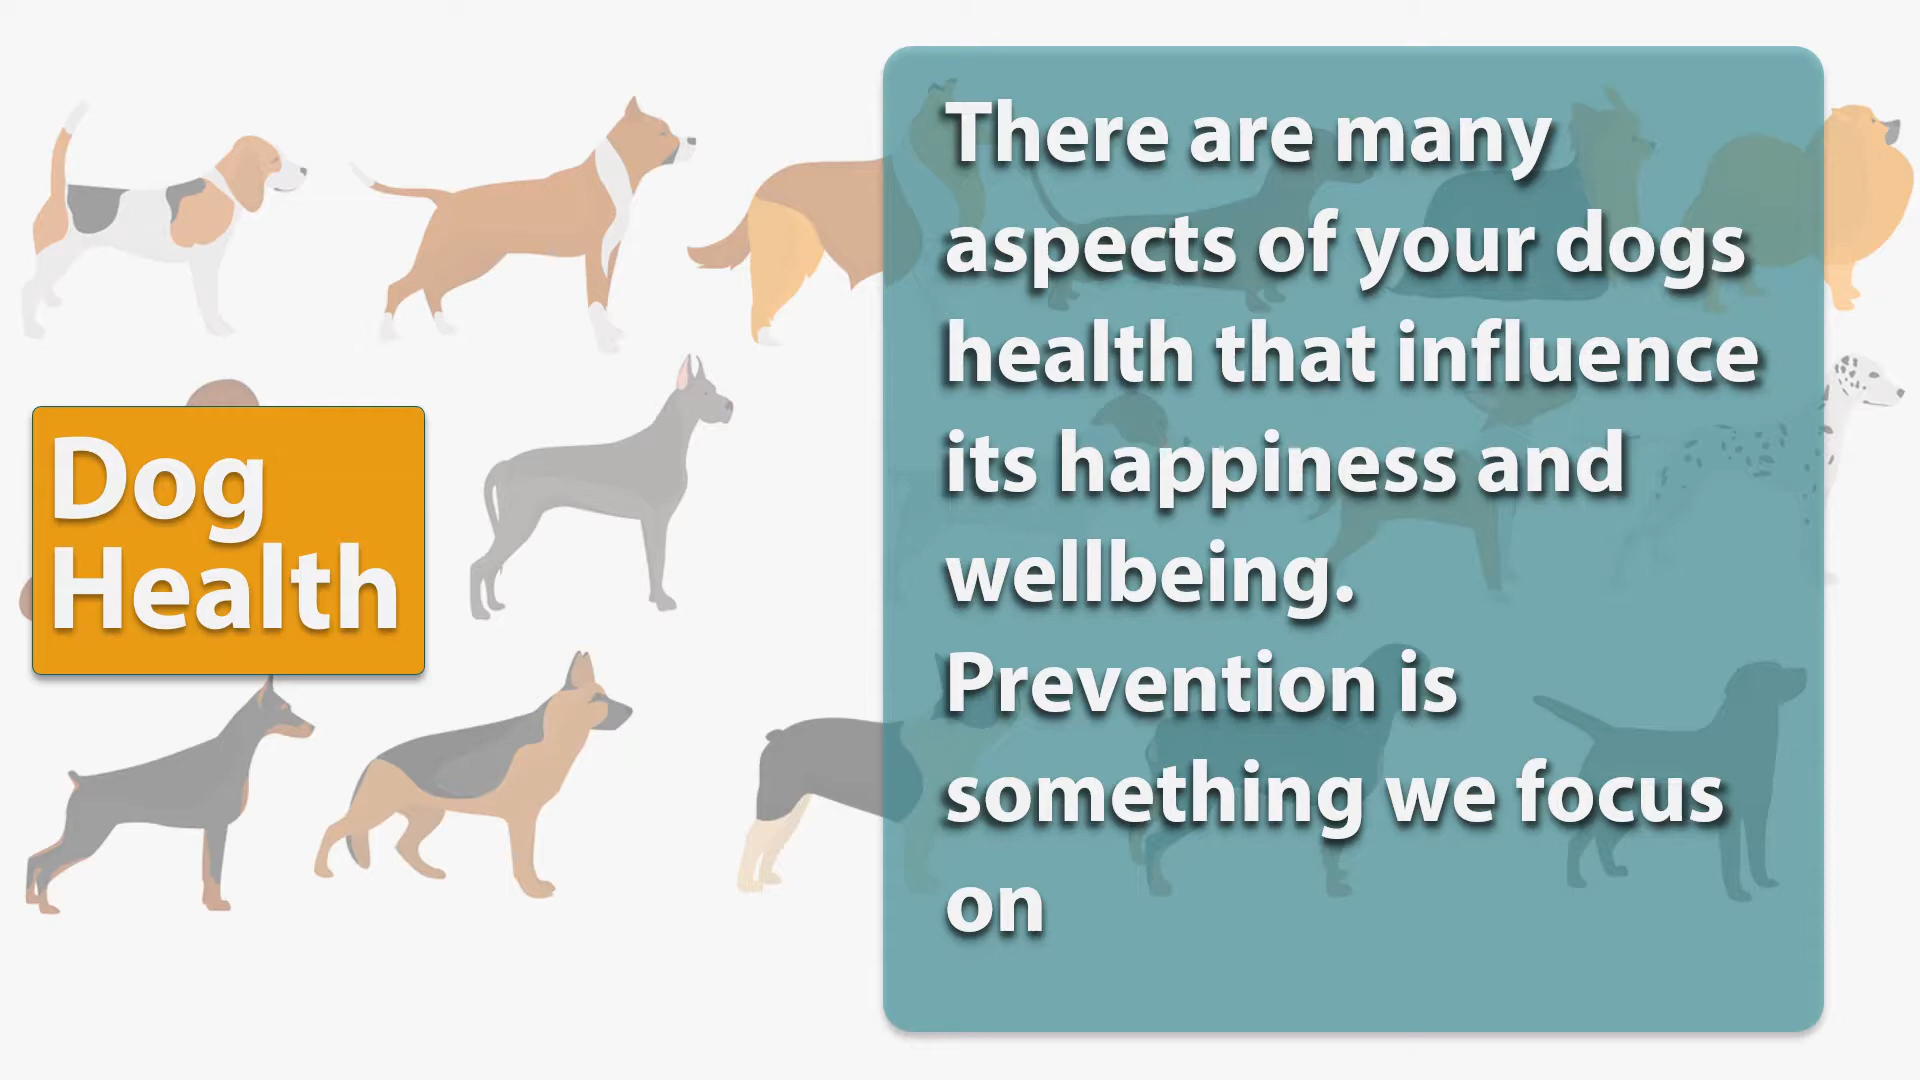 Dog
Health
There are many
aspects of your dogs
health that influence
its happiness and
wellbeing.
Prevention is
something we focus
on